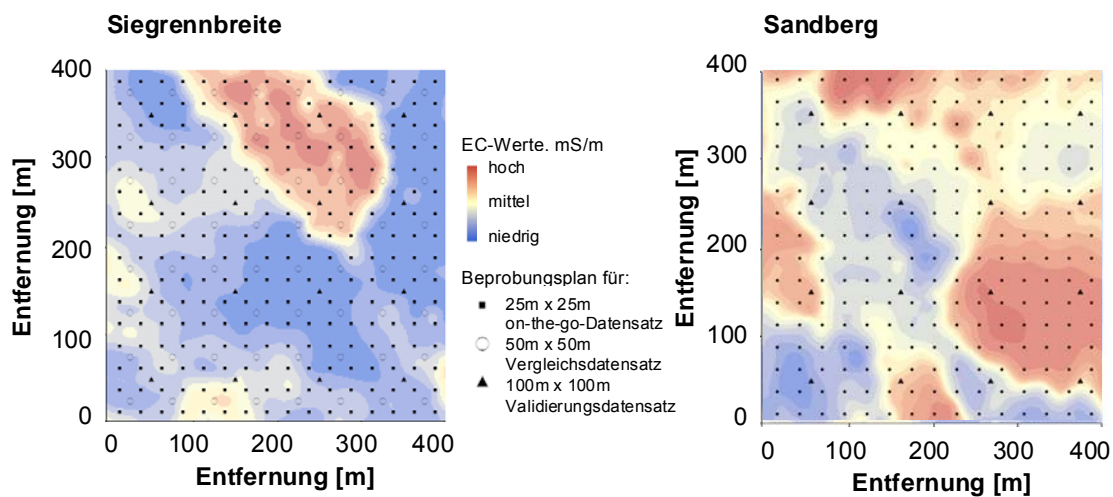 Siegrennbreite
400
300
200
100
0
Entfernung [m]
0 100 200 300 400
Entfernung [m]
EC-Werte. mS/m
hoch
mittel
niedrig
Beprobungsplan für:
25m x 25m
on-the-go-Datensatz
50m x 50m
Vergleichsdatensatz
100m x 100m
Validierungsdatensatz
Sandberg
400
300
200
100
0
Entfernung [m]
0 100 200 300 400
Entfernung [m]